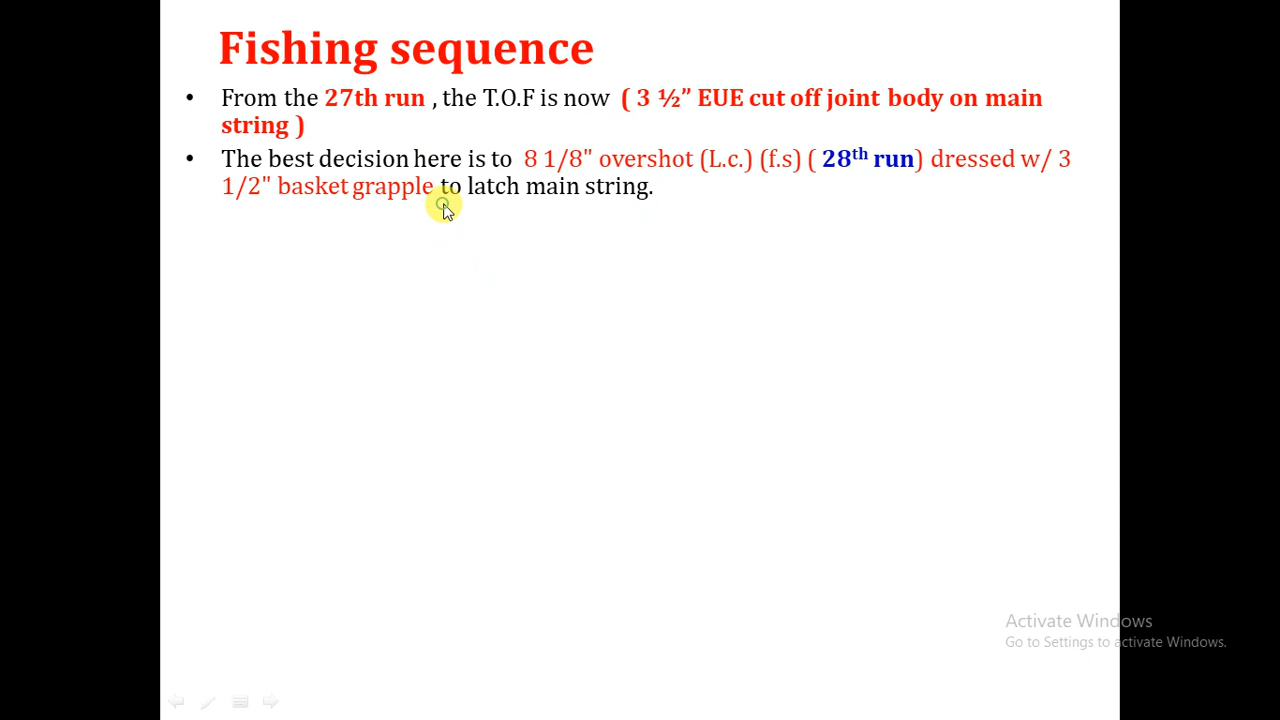 Fishing sequence
• From the 27th run , the T.O.F is now ( 3 ½” EUE cut off joint body on main
string )
• The best decision here is to 8 1/8" overshot (L.c.) (f.s) ( 28th run) dressed w/ 3
1/2" basket grapple to latch main string.
Activate Windows
Go to Settings to activate Windows.